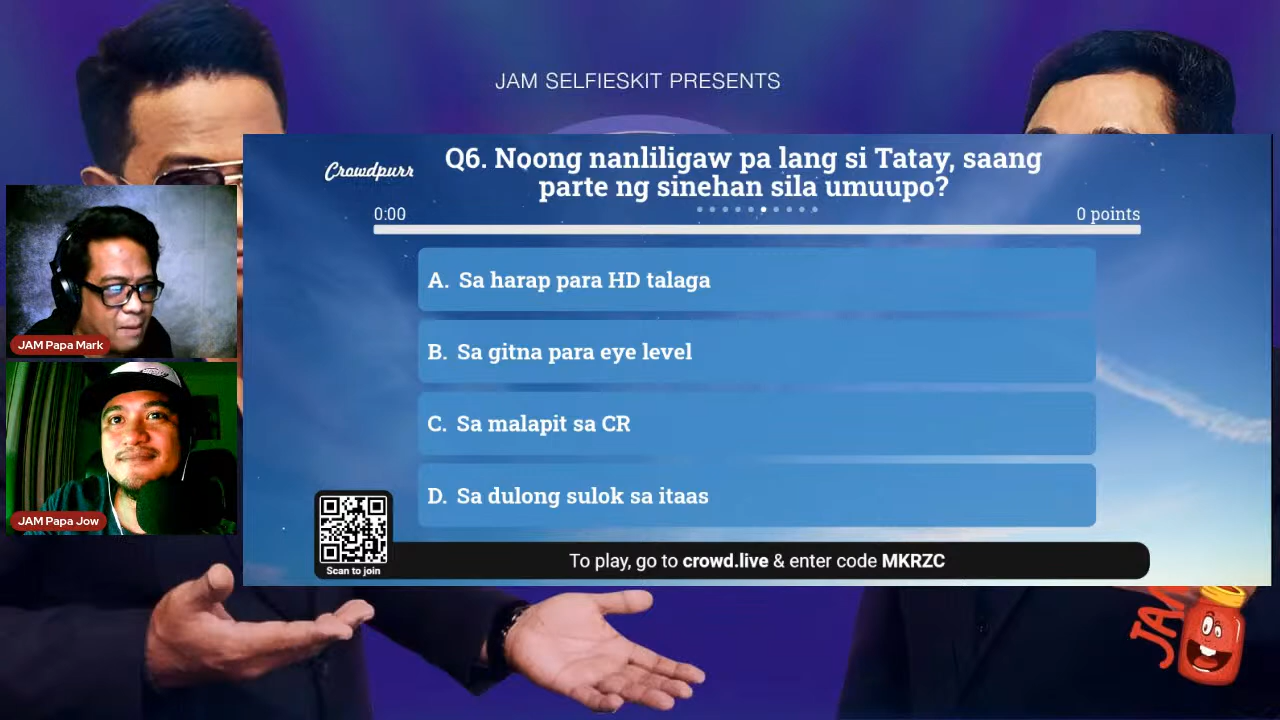 JAM SELFIESKIT PRESENTS
Crowdpurr
Q6. Noong nanliligaw pa lang si Tatay, saang
parte ng sinehan sila umuupo?
0:00
0 points
A. Sa harap para HD talaga
B. Sa gitna para eye level
C. Sa malapit sa CR
D. Sa dulong sulok sa itaas
Scan to join
To play, go to crowd.live & enter code MKRZC
JAM Papa Mark
JAM Papa Jow
JAM